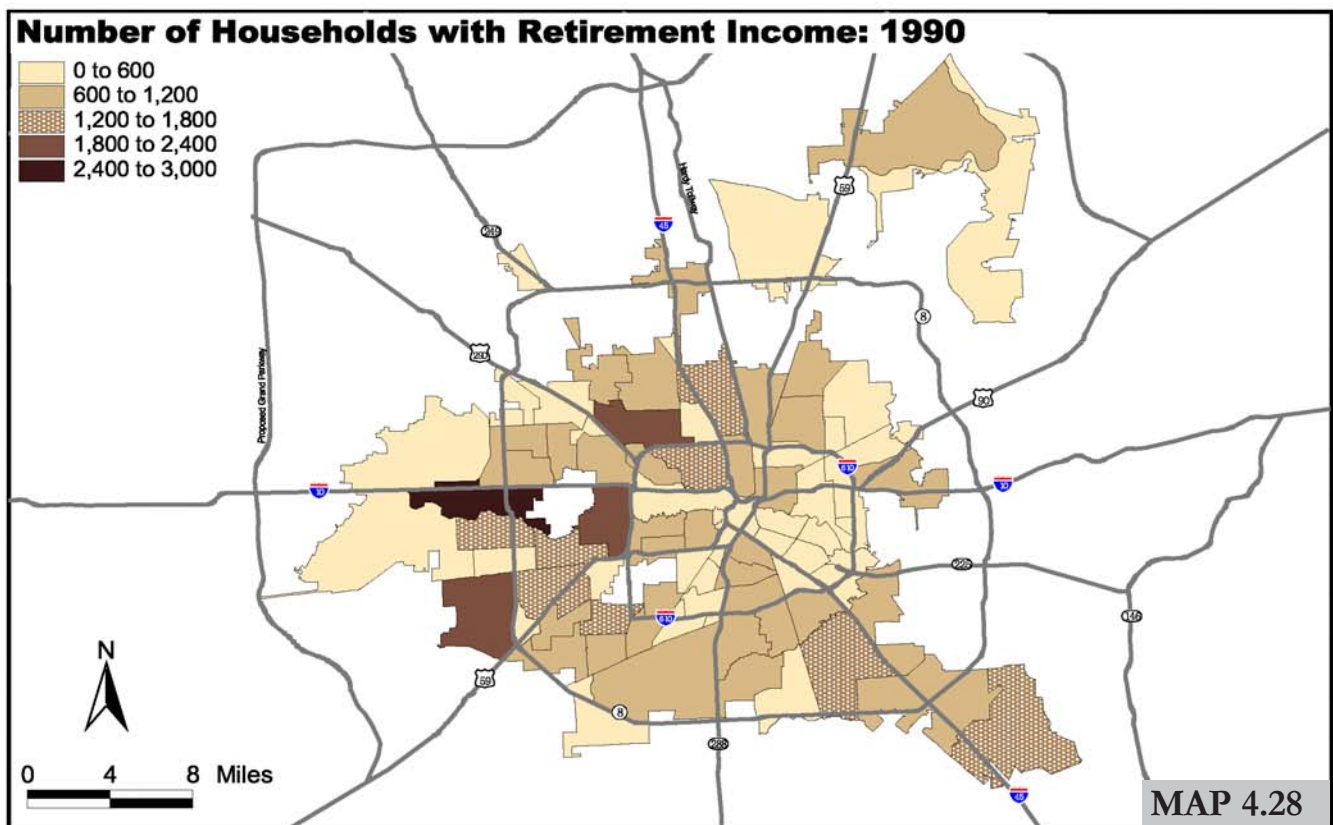 Number of Households with Retirement Income: 1990
0 to 600
600 to 1,200
1,200 to 1,800
1,800 to 2,400
2,400 to 3,000
Hardy Tollway
59
45
249
8
290
90
Proposed Grand Parkway
610
10
10
225
146
610
59
8
288
45
N
0 4 8 Miles
MAP 4.28